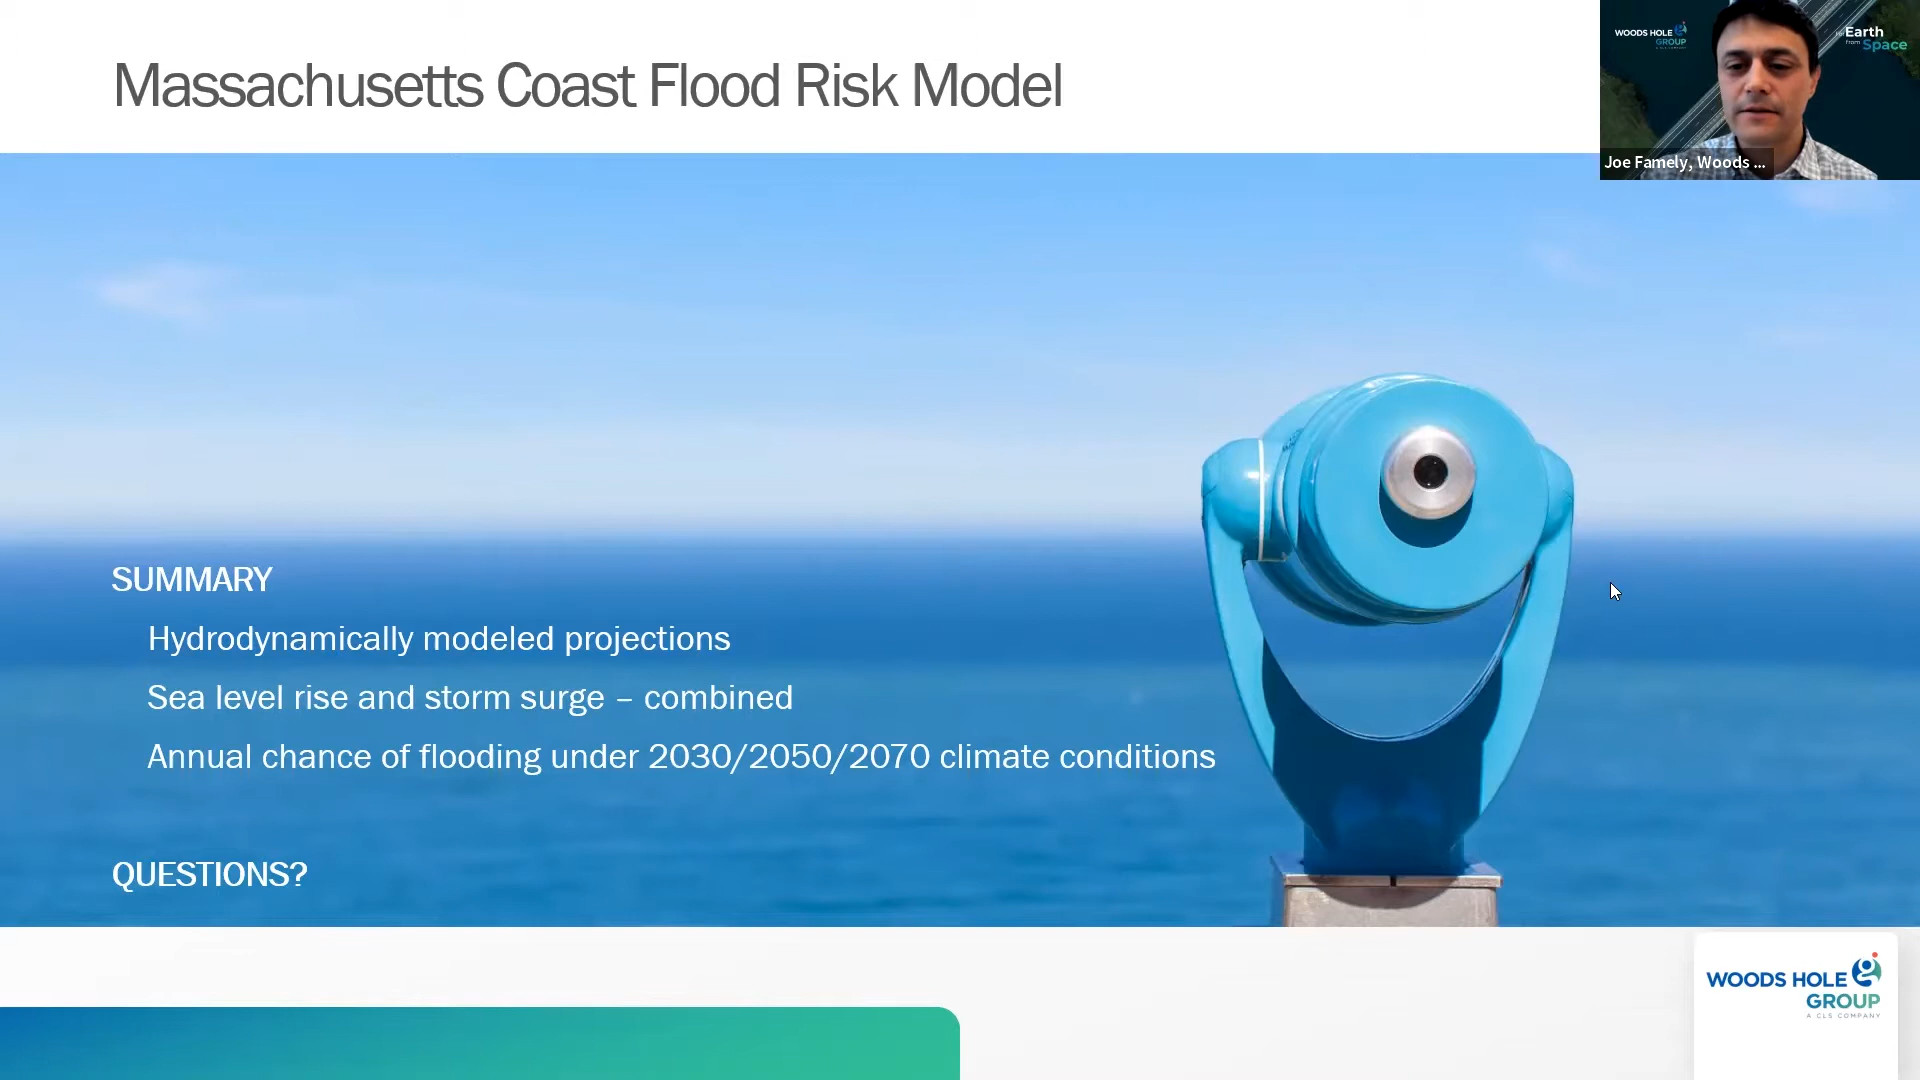 Massachusetts Coast Flood Risk Model
WOODS HOLE
GROUP
Earth
from Space
Joe Famely, Woods ...
SUMMARY
Hydrodynamically modeled projections
Sea level rise and storm surge – combined
Annual chance of flooding under 2030/2050/2070 climate conditions
QUESTIONS?
WOODS HOLE
GROUP
A CLS COMPANY